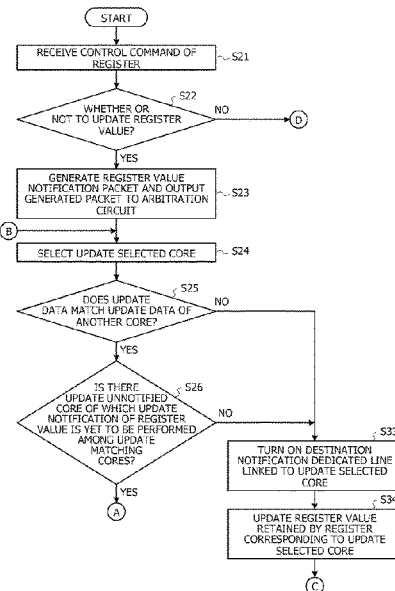 START
RECEIVE CONTROL COMMAND OF
REGISTER
S21
S22
WHETHER OR
NOT TO UPDATE REGISTER
VALUE?
NO
D
YES
GENERATE REGISTER VALUE
NOTIFICATION PACKET AND OUTPUT
GENERATED PACKET TO ARBITRATION
CIRCUIT
S23
B
SELECT UPDATE SELECTED CORE
S24
S25
DOES UPDATE
DATA MATCH UPDATE DATA OF
ANOTHER CORE?
NO
YES
S26
IS THERE
UPDATE UNNOTIFIED
CORE OF WHICH UPDATE
NOTIFICATION OF REGISTER
VALUE IS YET TO BE PERFORMED
AMONG UPDATE
MATCHING
CORES?
NO
YES
A
S33
TURN ON DESTINATION
NOTIFICATION DEDICATED LINE
LINKED TO UPDATE SELECTED
CORE
S34
UPDATE REGISTER VALUE
RETAINED BY REGISTER
CORRESPONDING TO UPDATE
SELECTED CORE
C